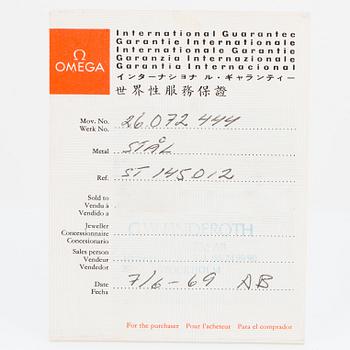 Ω
OMEGA
International Guarantee
Garantie Internationale
Internationale Garantie
Garanzia Internazionale
Garantía Internacional
インターナショナル・ギャランティー
世界性服務保證
Mov. No. 26.072 444
Werk No.
Metal STÅL
Ref. ST 145012
Sold to
Vendu à
Vendido a
Jeweller
Concessionnaire
Concesionario
Sales person
Vendeur
Vendedor
Date 7/6-69 AB
Fecha
For the purchaser Pour l'acheteur Para el comprador